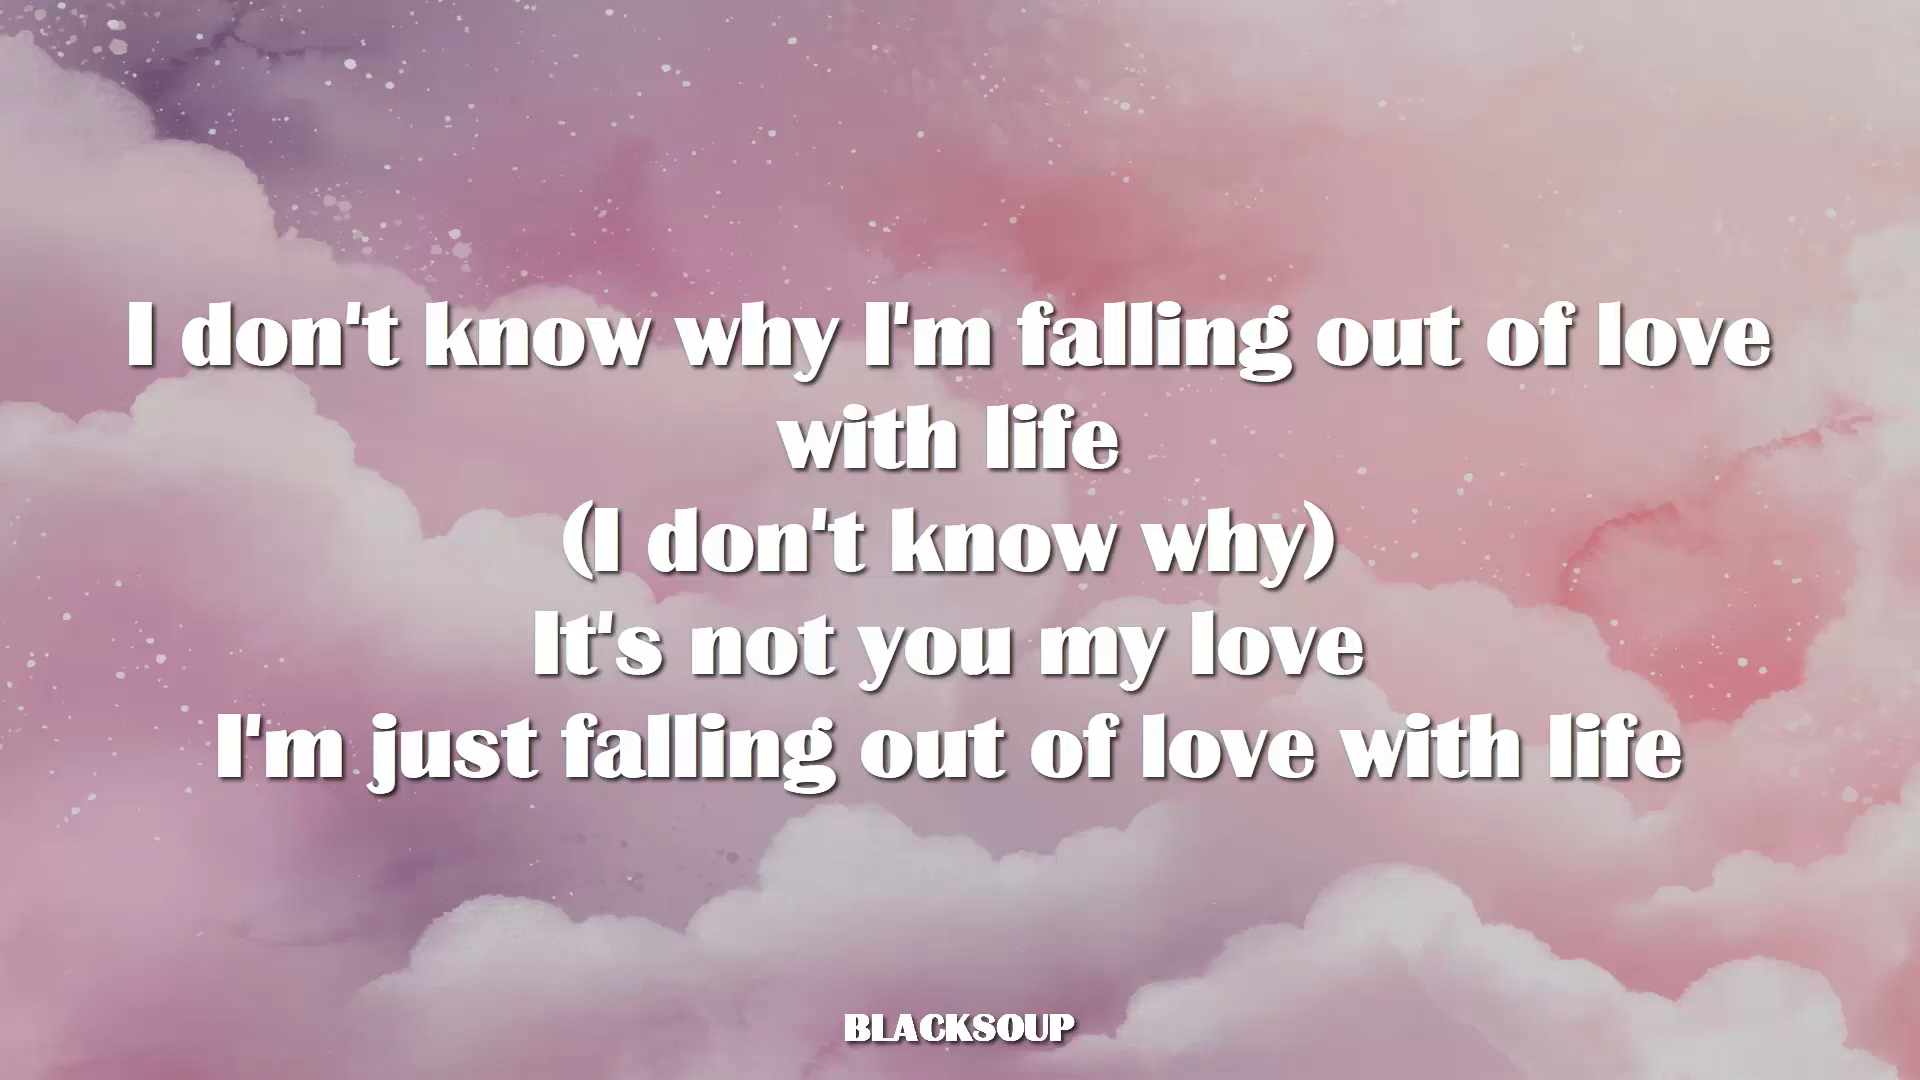 I don't know why I'm falling out of love
with life
(I don't know why)
It's not you my love
I'm just falling out of love with life
BLACKSOUP